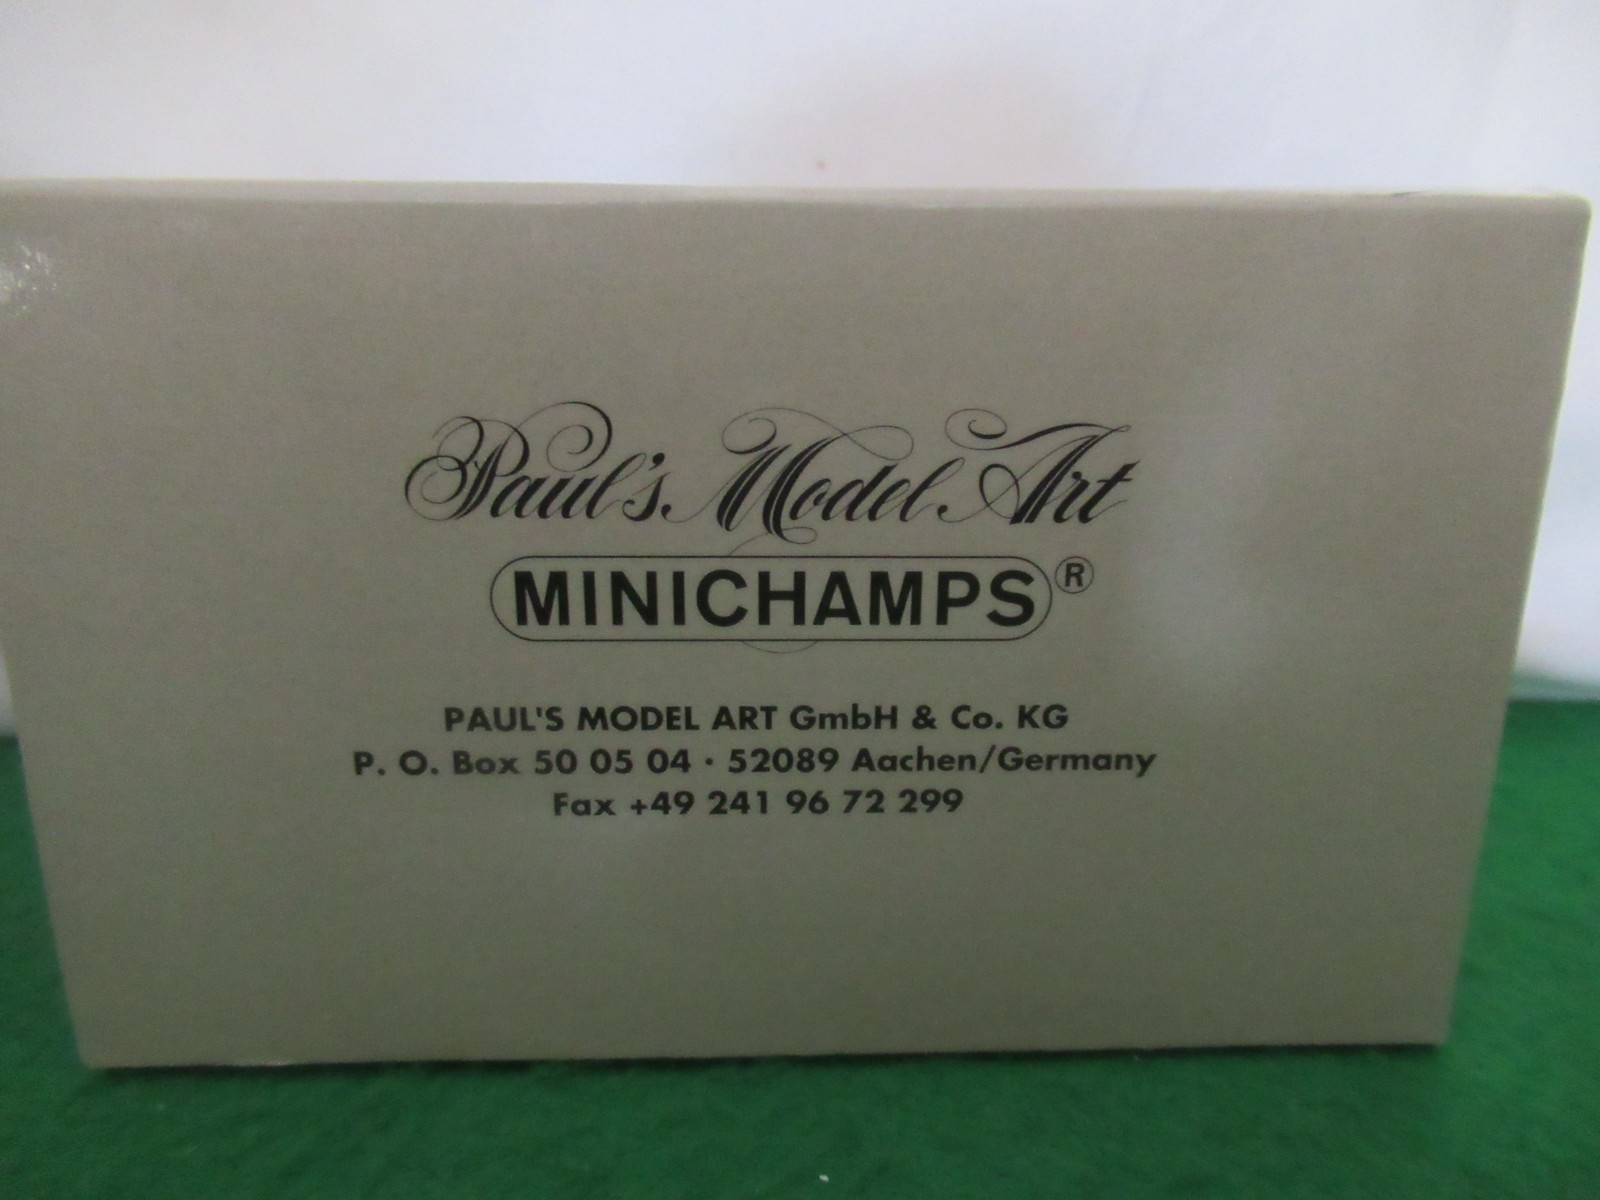 Paul's Model Art
MINICHAMPS®
PAUL'S MODEL ART GmbH & Co. KG
P. O. Box 50 05 04 · 52089 Aachen/Germany
Fax +49 241 96 72 299